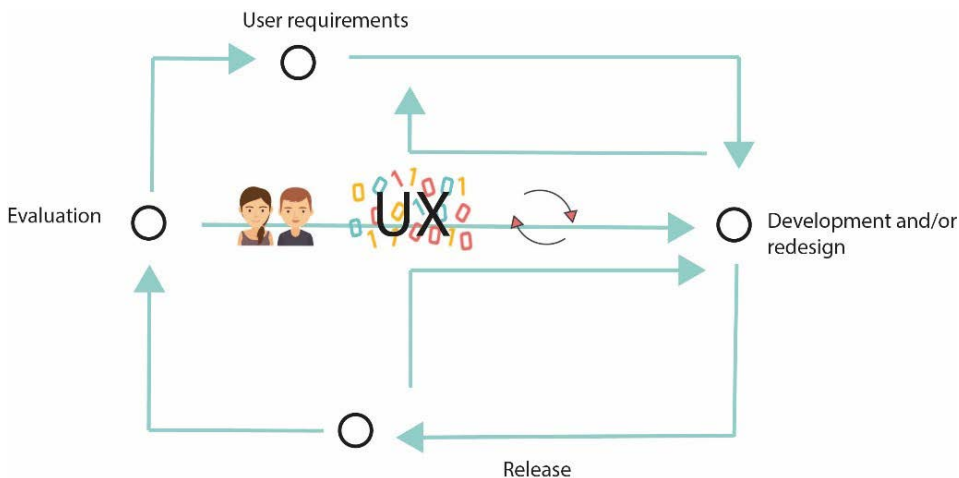 User requirements
Evaluation
UX
Development and/or
redesign
Release